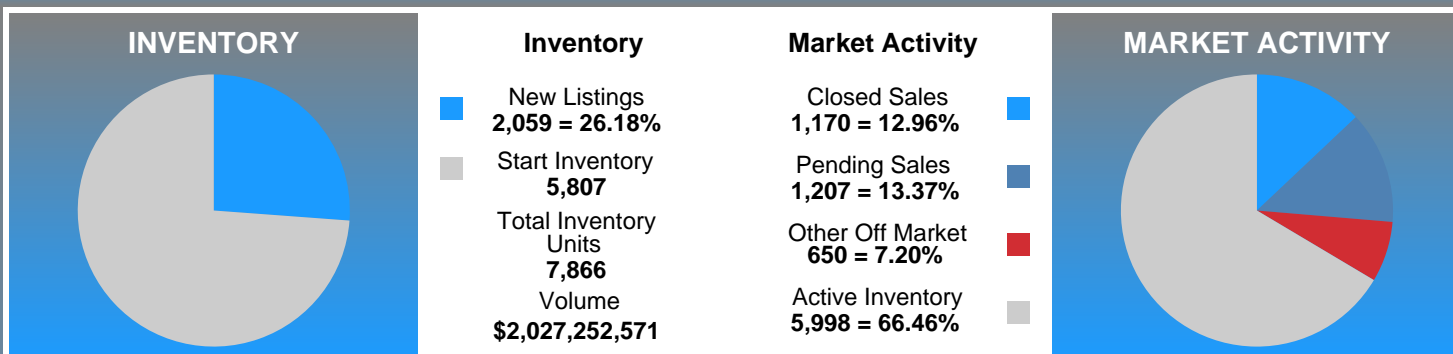 INVENTORY
Inventory
New Listings
2,059 = 26.18%
Start Inventory
5,807
Total Inventory
Units
7,866
Volume
$2,027,252,571
Market Activity
Closed Sales
1,170 = 12.96%
Pending Sales
1,207 = 13.37%
Other Off Market
650 = 7.20%
Active Inventory
5,998 = 66.46%
MARKET ACTIVITY